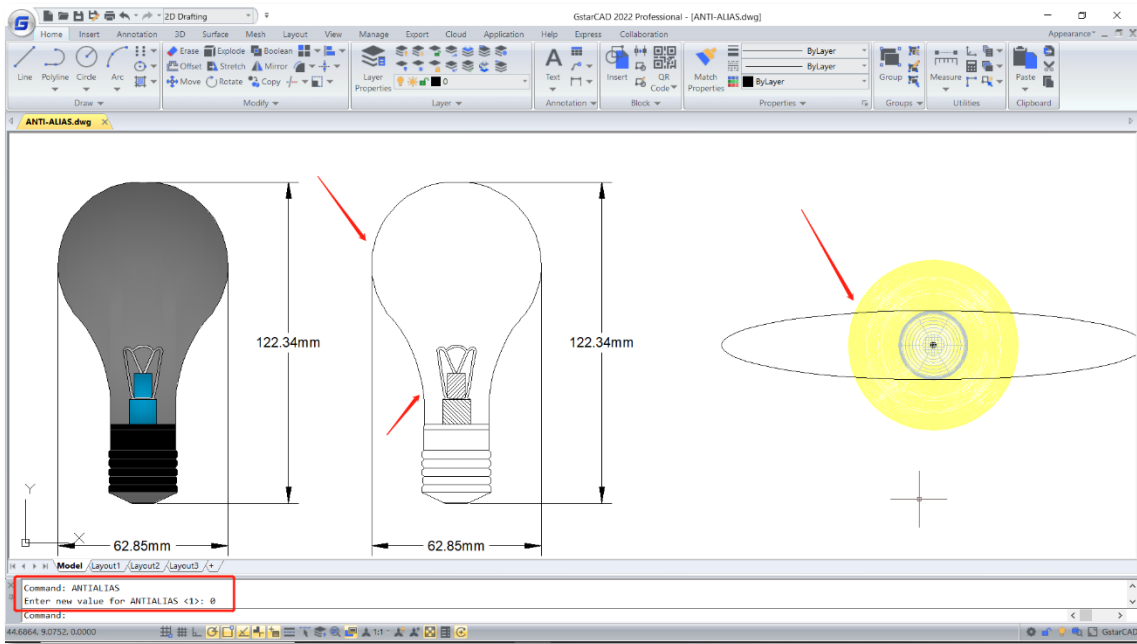 2D Drafting
GstarCAD 2022 Professional - [ANTI-ALIAS.dwg]
Home Insert Annotation 3D Surface Mesh Layout View Manage Export Cloud Application Help Express Collaboration Appearance
Line Polyline Circle Arc
Erase Explode Boolean
Offset Stretch Mirror
Move Rotate Copy
Layer Properties
0
Text
Insert QR Code
Match Properties
ByLayer
ByLayer
ByLayer
Group
Measure
Paste
Draw Modify Layer Annotation Block Properties Groups Utilities Clipboard
ANTI-ALIAS.dwg
122.34mm
122.34mm
Y
X
62.85mm
62.85mm
Model Layout1 Layout2 Layout3 +
Command: ANTIALIAS
Enter new value for ANTIALIAS <1>: 0
Command:
44.6864, 9.0752, 0.0000
1:1
GstarCAD